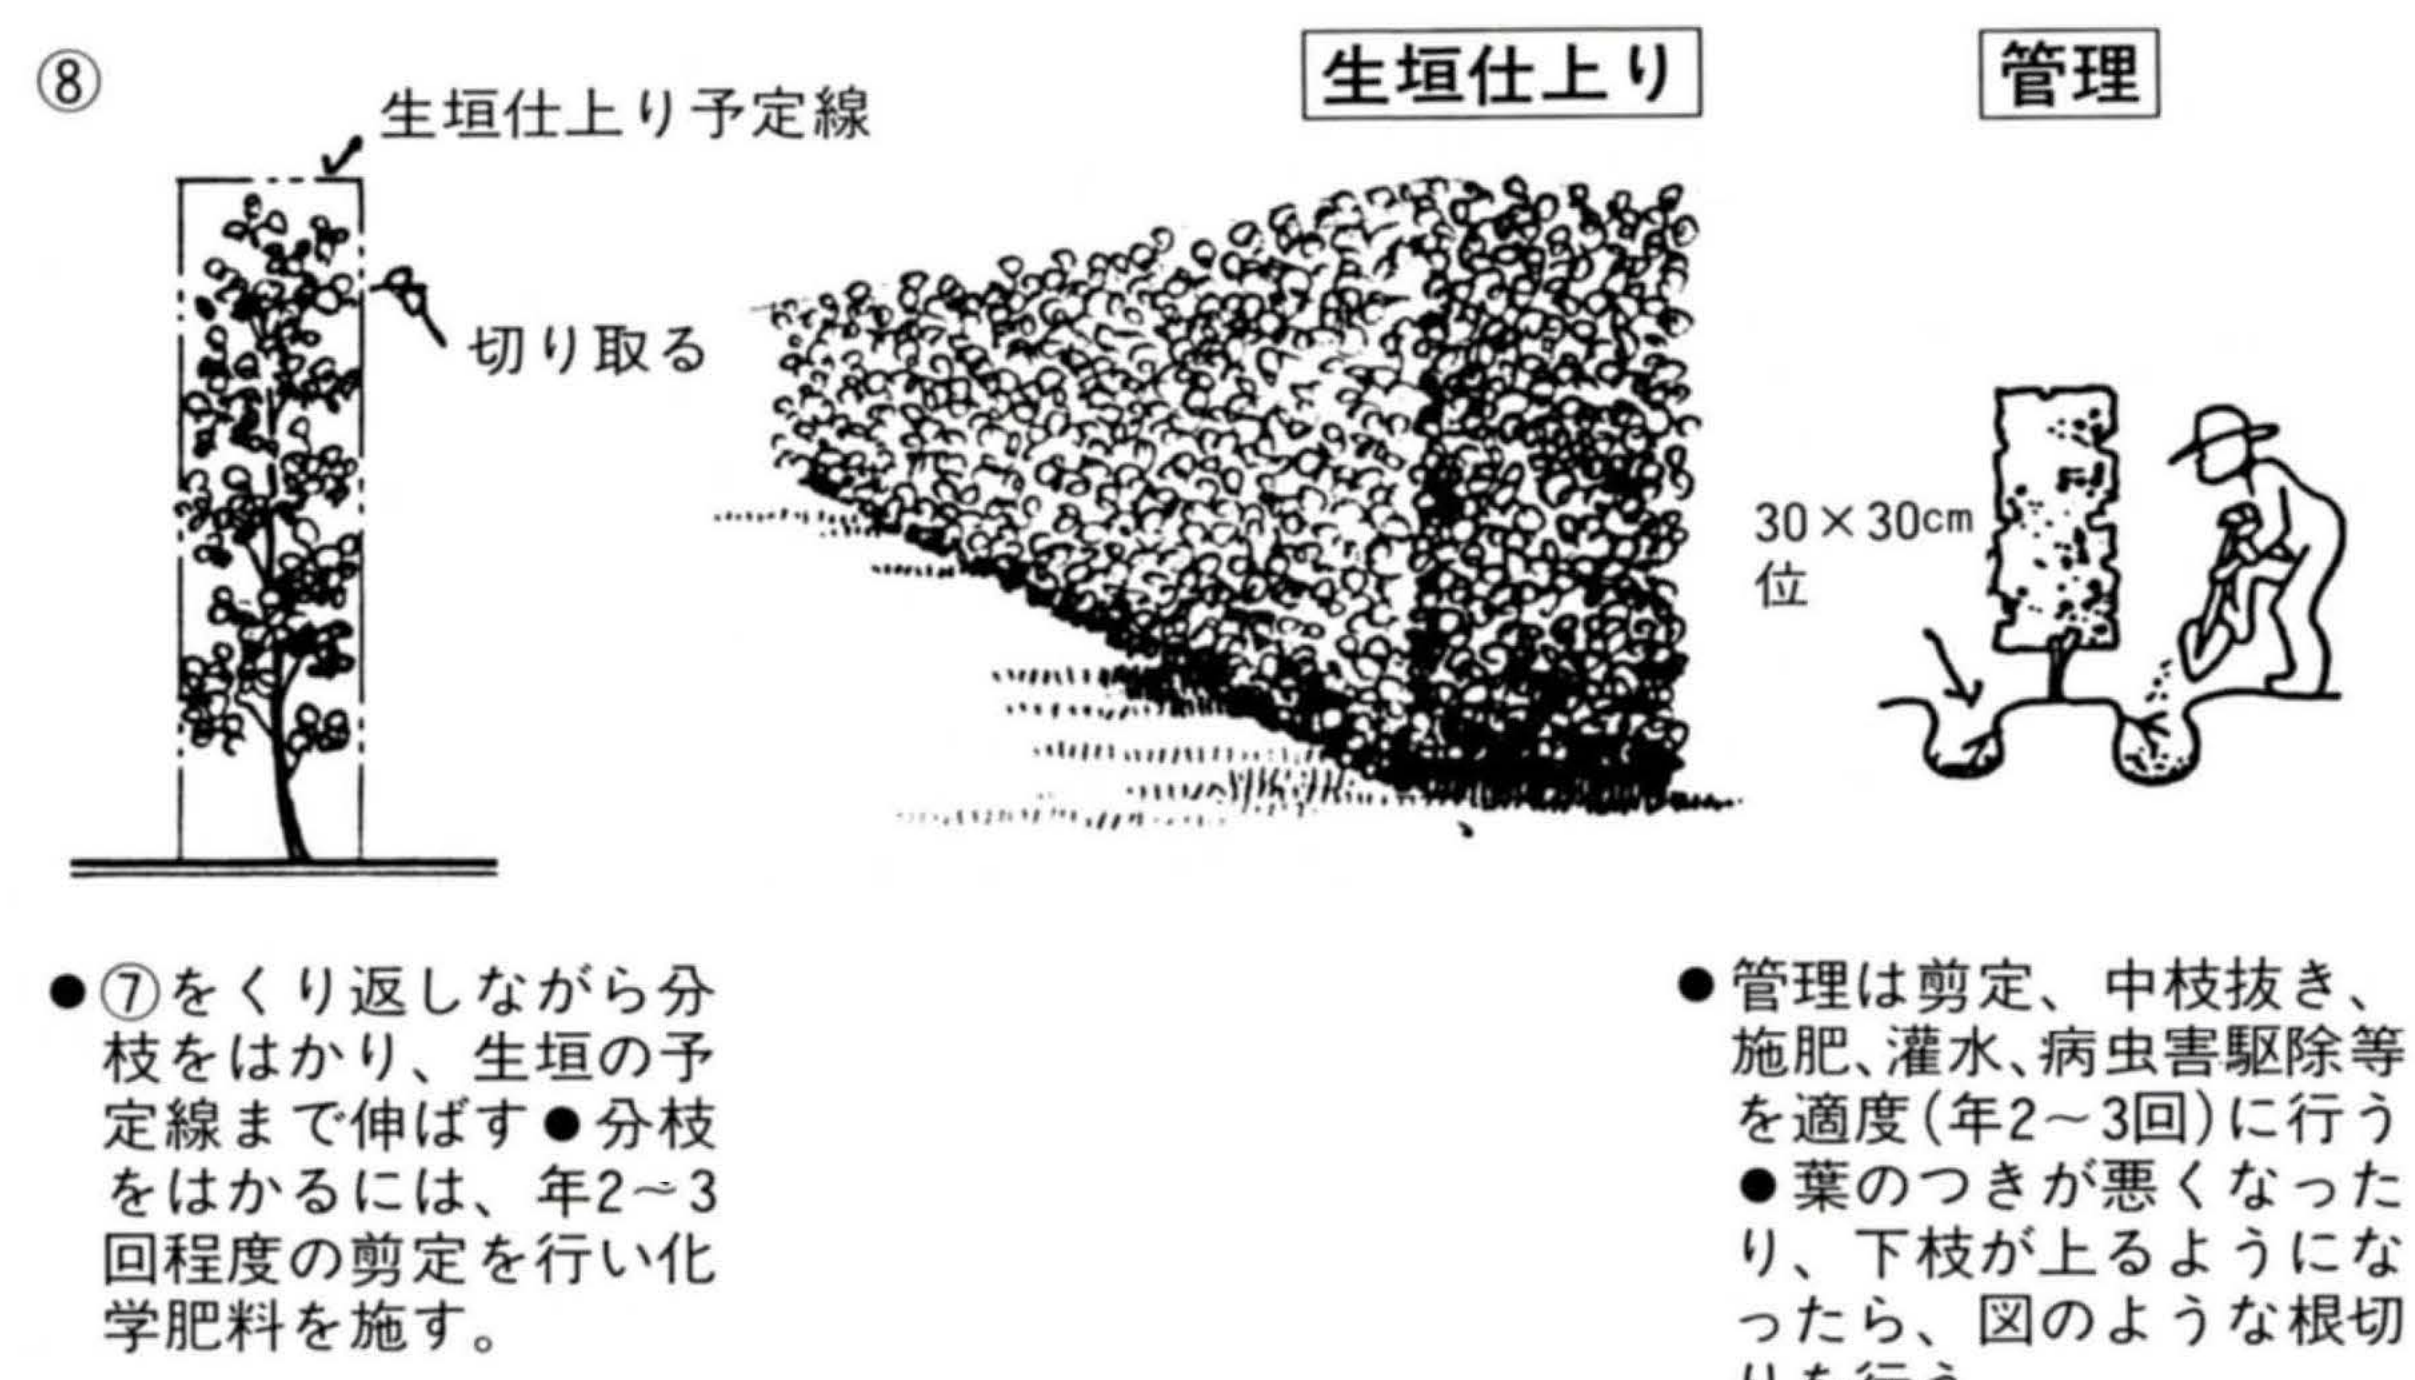 ⑧
生垣仕上り予定線
切り取る
生垣仕上り
管理
30×30cm
位
●⑦をくり返しながら分
枝をはかり、生垣の予
定線まで伸ばす●分枝
をはかるには、年2〜3
回程度の剪定を行い化
学肥料を施す。
●管理は剪定、中枝抜き、
施肥、灌水、病虫害駆除等
を適度(年2〜3回)に行う
●葉のつきが悪くなった
り、下枝が上るようにな
ったら、図のような根切
りを行う